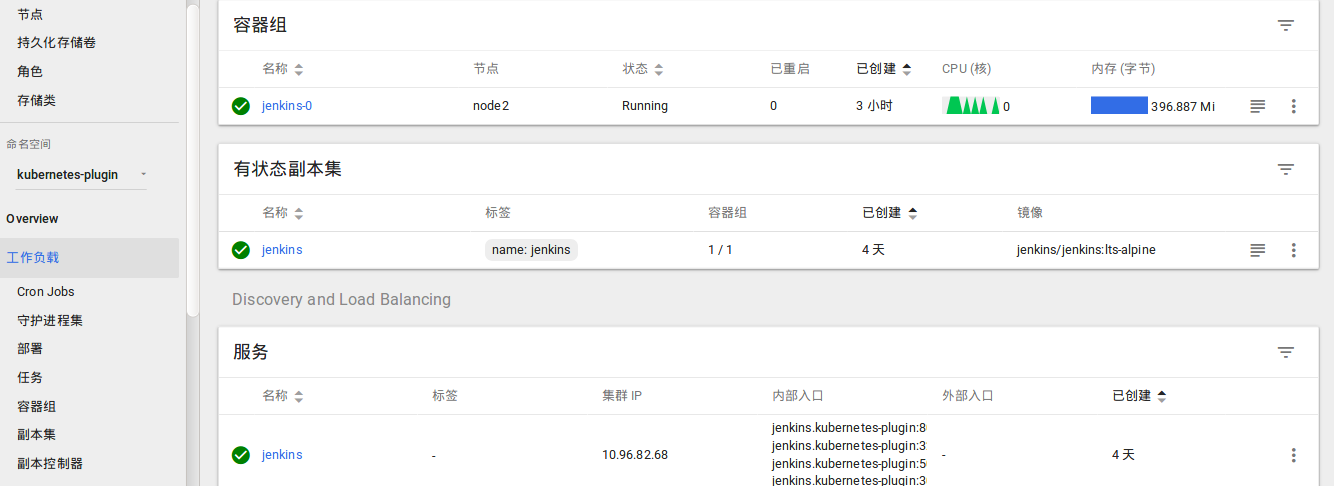 节点
持久化存储卷
角色
存储类
命名空间
kubernetes-plugin
Overview
工作负载
Cron Jobs
守护进程集
部署
任务
容器组
副本集
副本控制器
容器组
名称 节点 状态 已重启 已创建 CPU (核) 内存 (字节)
jenkins-0 node2 Running 0 3 小时 0 396.887 Mi
有状态副本集
名称 标签 容器组 已创建 镜像
jenkins name: jenkins 1 / 1 4 天 jenkins/jenkins:lts-alpine
Discovery and Load Balancing
服务
名称 标签 集群 IP 内部入口 外部入口 已创建
jenkins.kubernetes-plugin:8
jenkins.kubernetes-plugin:3
jenkins - 10.96.82.68 - 4 天
jenkins.kubernetes-plugin:5
jenkins.kubernetes-plugin:3